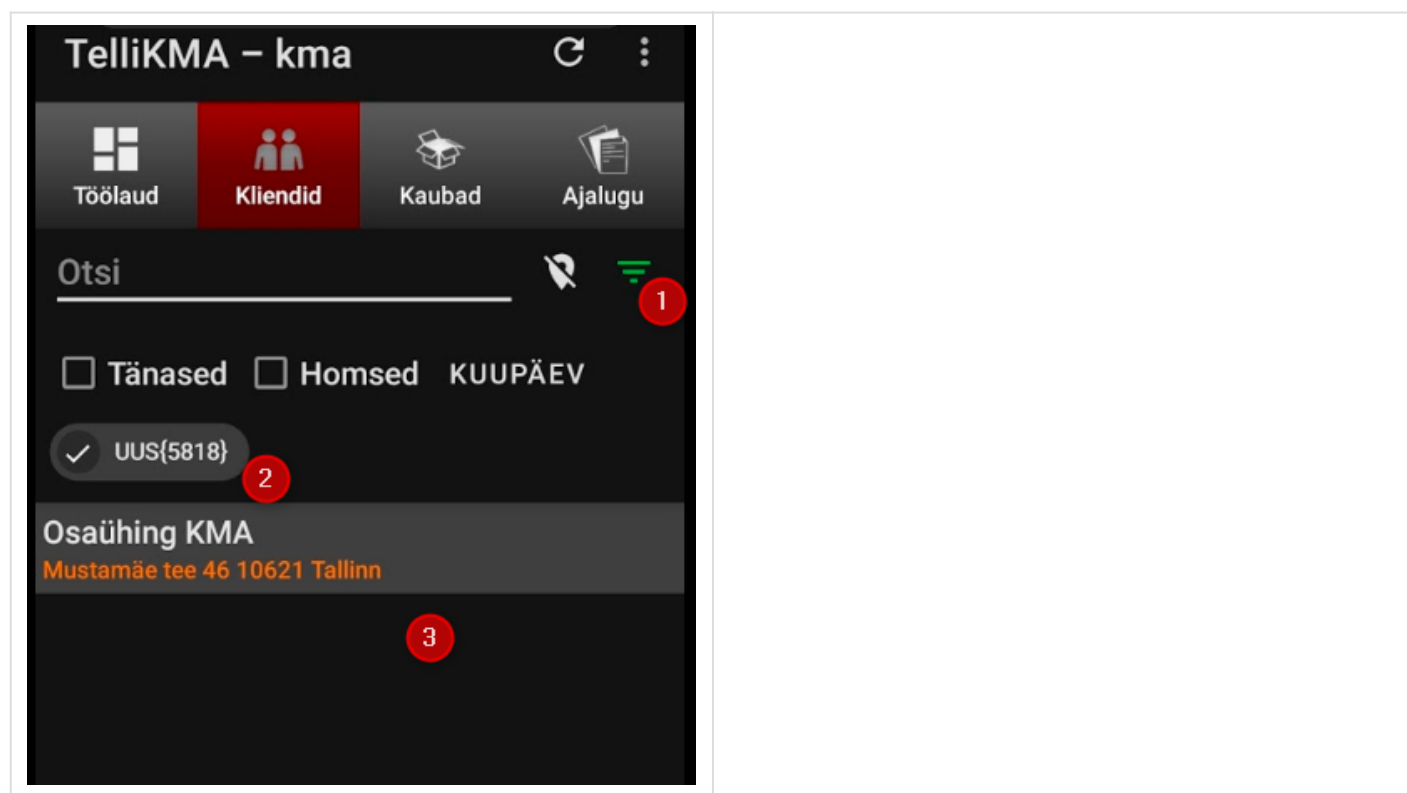 TelliKMA – kma
Töölaud Kliendid Kaubad Ajalugu
Otsi
1
Tänased Homsed KUUPÄEV
UUS{5818}
2
Osaühing KMA
Mustamäe tee 46 10621 Tallinn
3